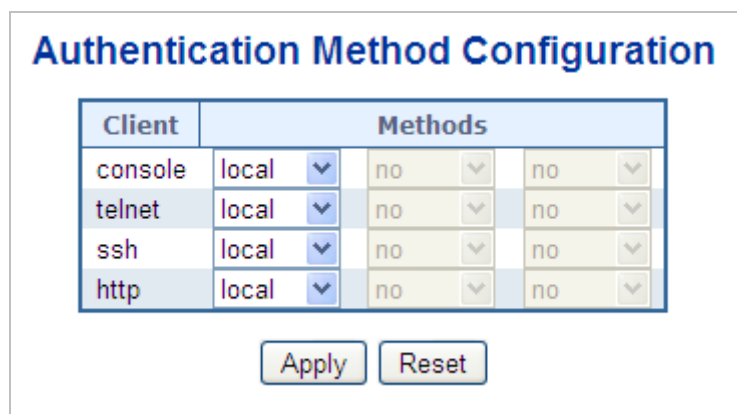 Authentication Method Configuration
Client Methods
console local no no
telnet local no no
ssh local no no
http local no no
Apply Reset